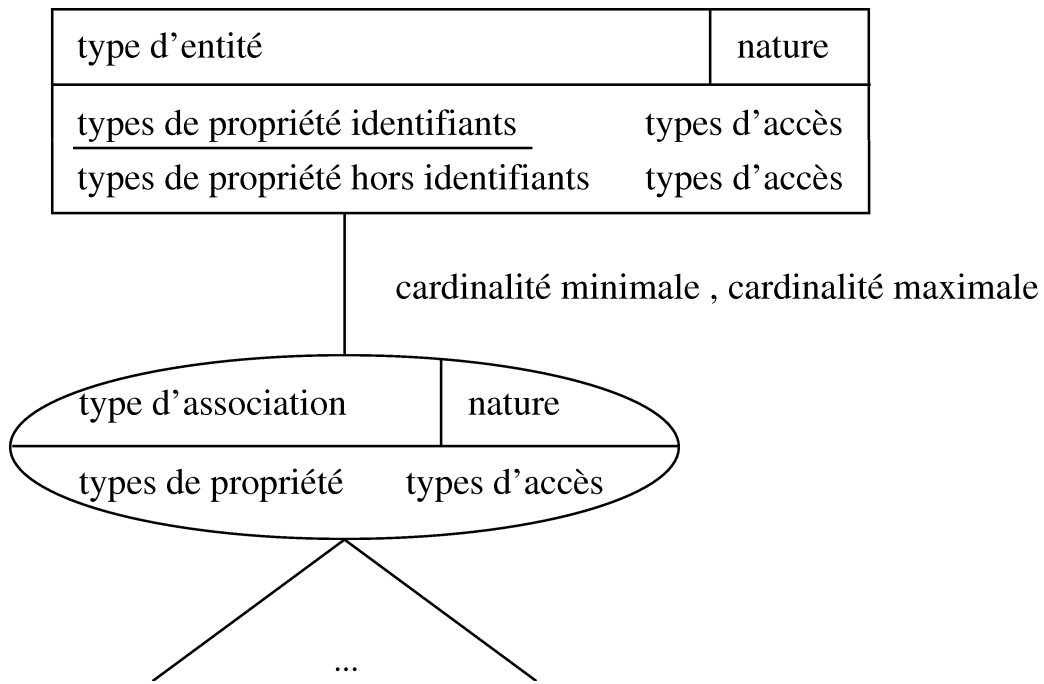 type d’entité nature
types de propriété identifiants types d’accès
types de propriété hors identifiants types d’accès
cardinalité minimale , cardinalité maximale
type d’association nature
types de propriété types d’accès
...